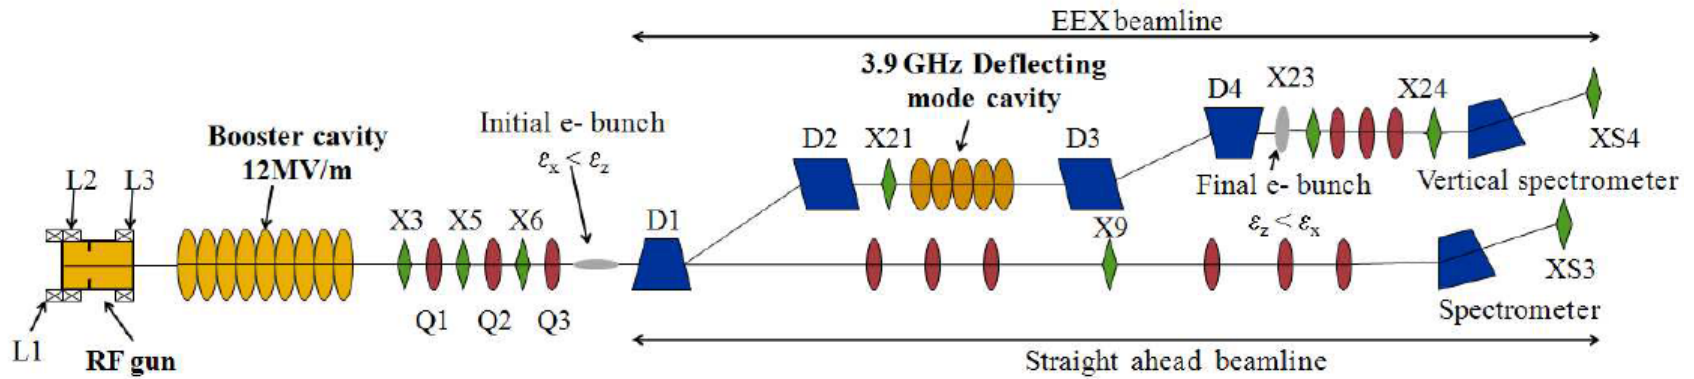 EEX beamline
3.9 GHz Deflecting
mode cavity
X23
D4
X24
Initial e- bunch
εx < εz
Booster cavity
12MV/m
D2
X21
D3
XS4
L2
L3
Final e- bunch
εz < εx
Vertical spectrometer
X3
X5
X6
D1
X9
XS3
Q1
Q2
Q3
Spectrometer
L1
RF gun
Straight ahead beamline